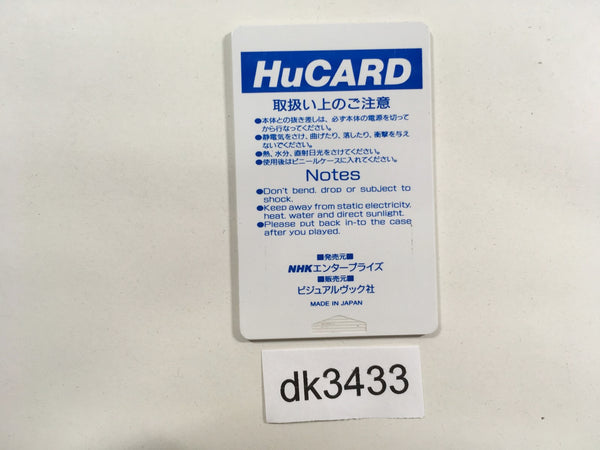 HuCARD
取扱い上のご注意
●本体との抜き差しは、必ず本体の電源を切って
から行なってください。
●静電気をさけ、曲げたり、落したり、衝撃を与え
ないでください。
●熱、水分、直射日光をさけてください。
●使用後はビニールケースに入れてください。
Notes
●Don't bend, drop or subject to
shock.
●Keep away from static electricity,
heat, water and direct sunlight.
●Please put back in-to the case
after you played.
■発売元■
NHKエンタープライズ
■販売元■
ビジュアルヴック社
MADE IN JAPAN
dk3433